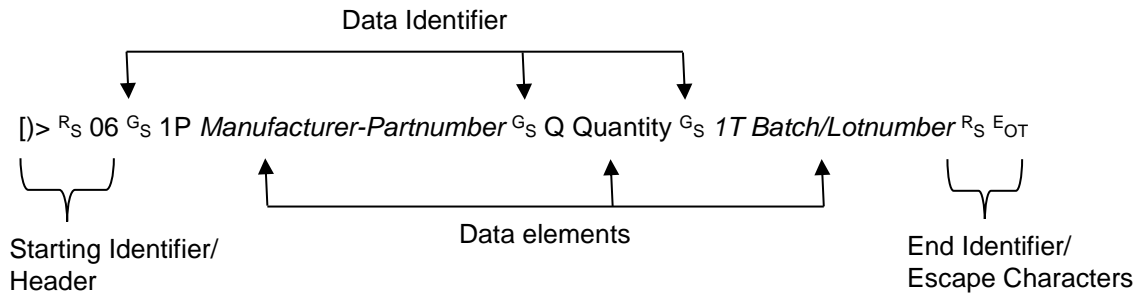 Data Identifier
[)> RS 06 GS 1P Manufacturer-Partnumber GS Q Quantity GS 1T Batch/Lotnumber RS EOT
Data elements
Starting Identifier/
Header
End Identifier/
Escape Characters